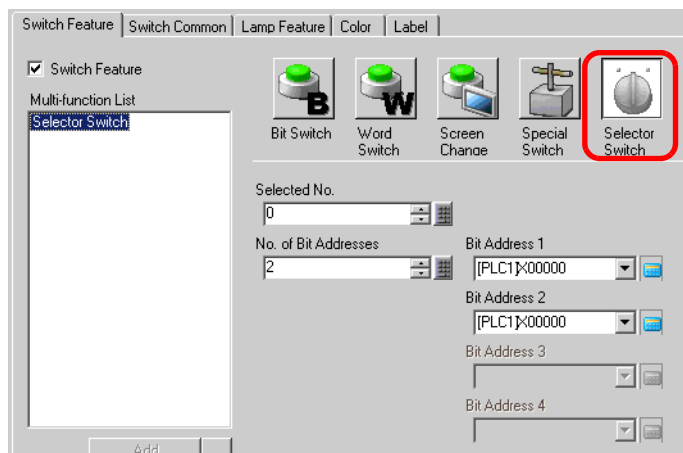 Switch Feature Switch Common Lamp Feature Color Label
Switch Feature
Multi-function List
Selector Switch
B W
Bit Switch Word Switch Screen Change Special Switch Selector Switch
Selected No.
0
No. of Bit Addresses
2
Bit Address 1
[PLC1]X00000
Bit Address 2
[PLC1]X00000
Bit Address 3
Bit Address 4
Add